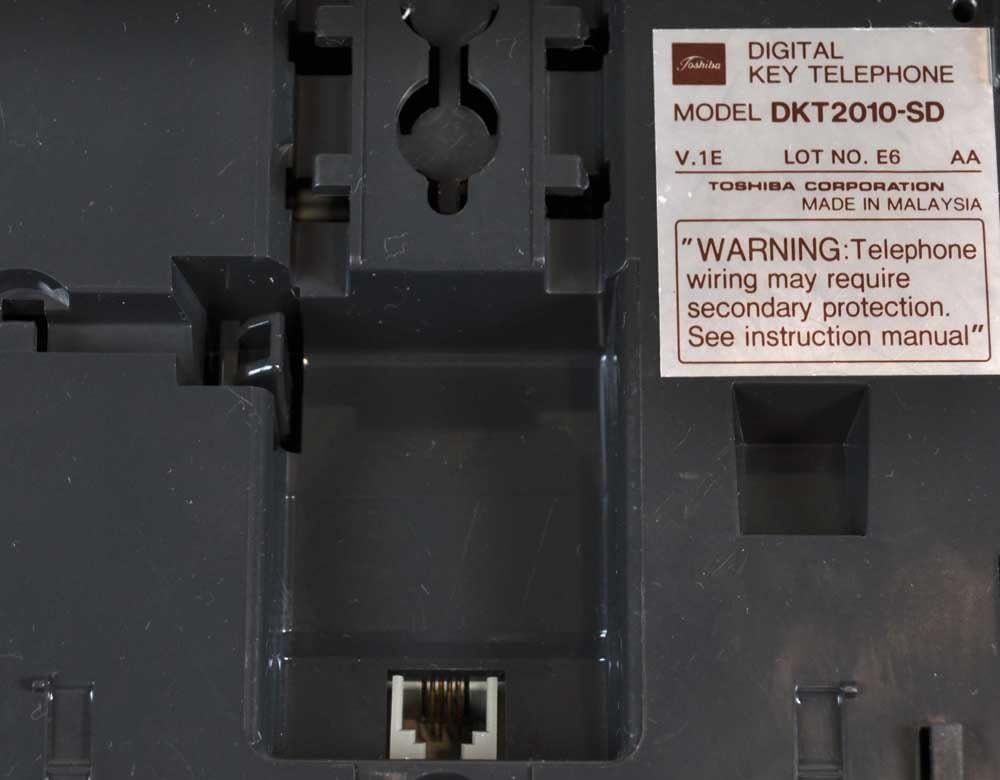 Toshiba
DIGITAL
KEY TELEPHONE
MODEL DKT2010-SD
V.1E LOT NO. E6 AA
TOSHIBA CORPORATION
MADE IN MALAYSIA
"WARNING:Telephone
wiring may require
secondary protection.
See instruction manual"